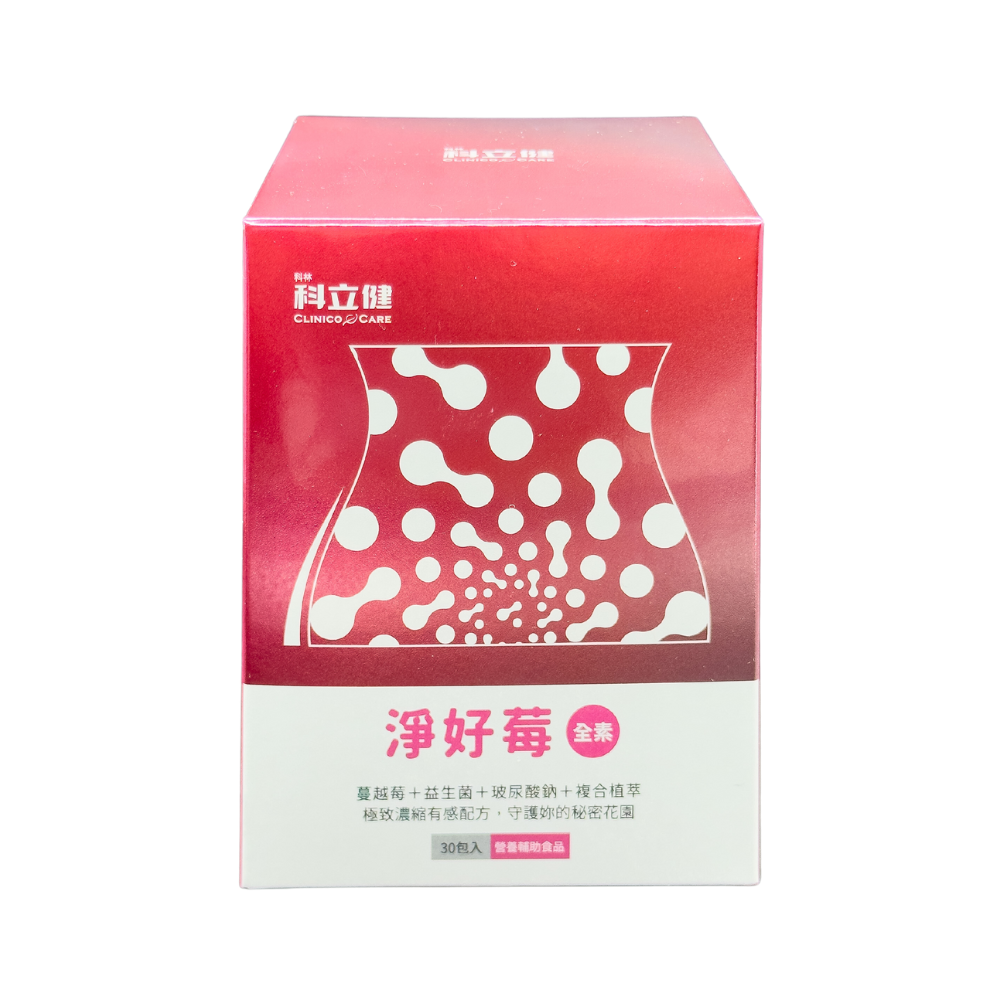 科林
科立健
CLINICO CARE
科林
科立健
CLINICO CARE
淨好莓 全素
蔓越莓＋益生菌＋玻尿酸鈉＋複合植萃
極致濃縮有感配方，守護妳的秘密花園
30包入 營養輔助食品